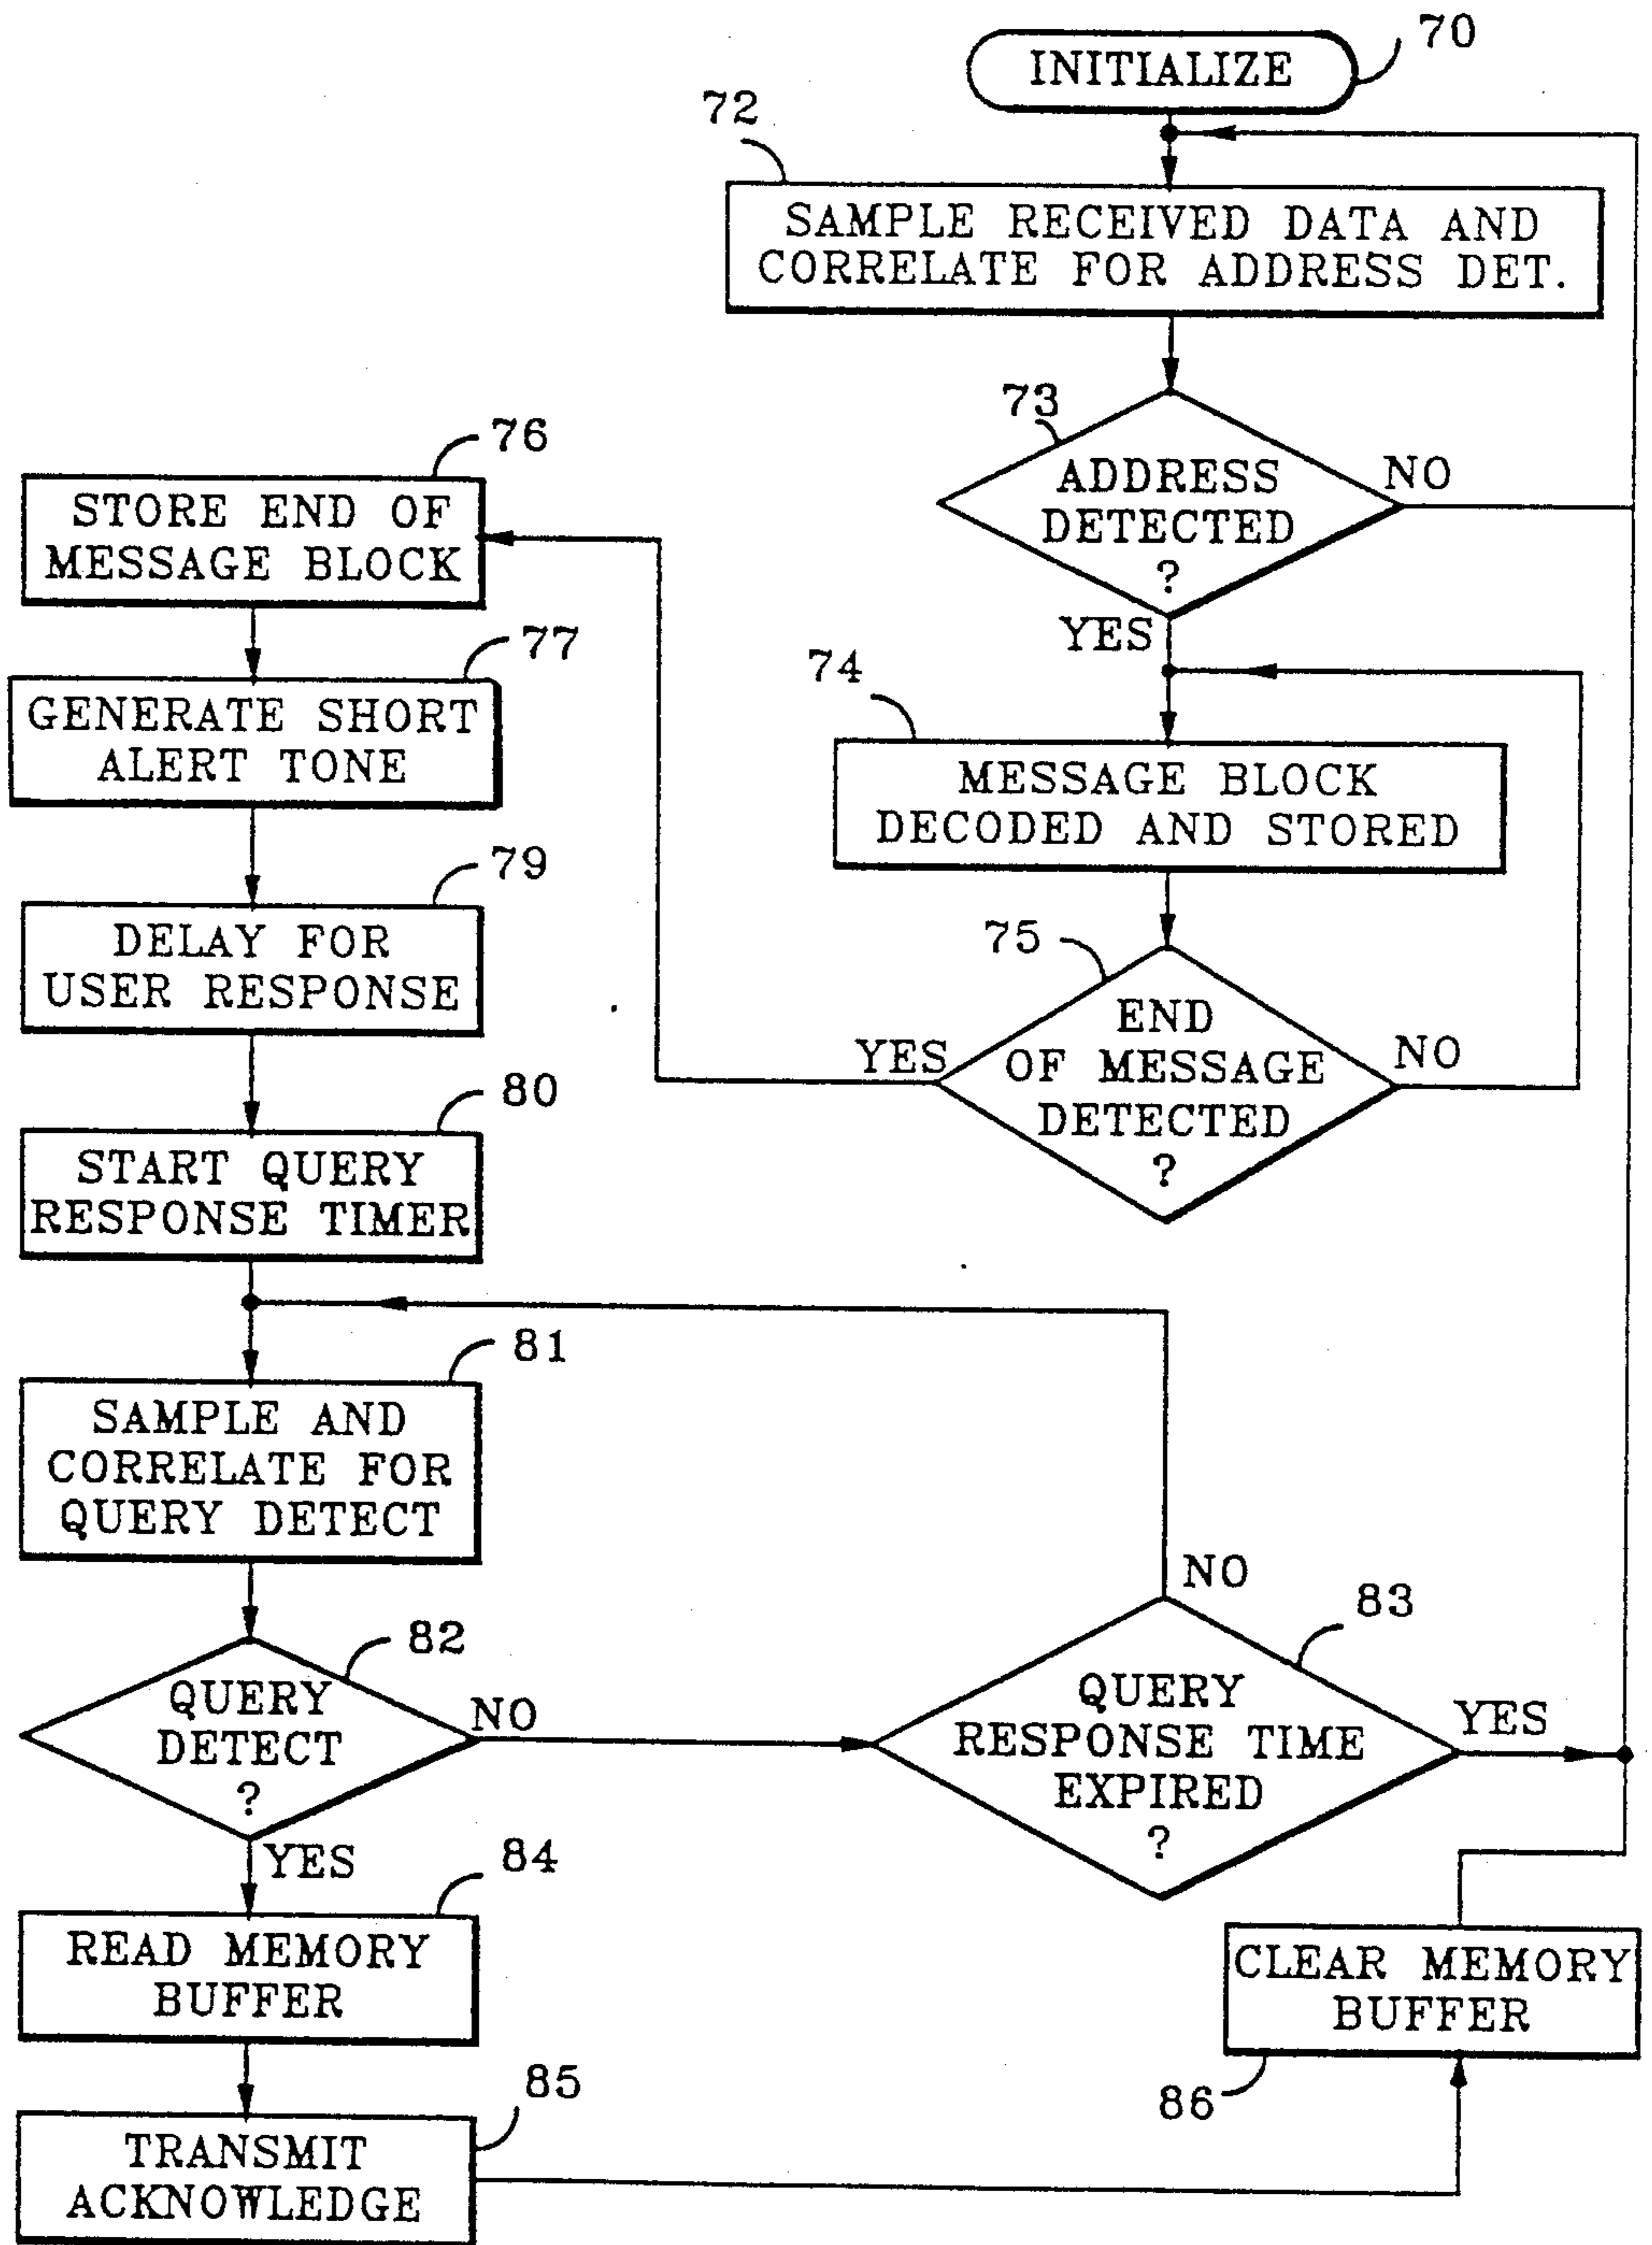 INITIALIZE
70
72
SAMPLE RECEIVED DATA AND
CORRELATE FOR ADDRESS DET.
73
ADDRESS
DETECTED
?
NO
YES
74
MESSAGE BLOCK
DECODED AND STORED
75
END
OF MESSAGE
DETECTED
?
YES
NO
76
STORE END OF
MESSAGE BLOCK
77
GENERATE SHORT
ALERT TONE
79
DELAY FOR
USER RESPONSE
80
START QUERY
RESPONSE TIMER
81
SAMPLE AND
CORRELATE FOR
QUERY DETECT
82
QUERY
DETECT
?
NO
YES
83
QUERY
RESPONSE TIME
EXPIRED
?
NO
YES
84
READ MEMORY
BUFFER
85
TRANSMIT
ACKNOWLEDGE
86
CLEAR MEMORY
BUFFER